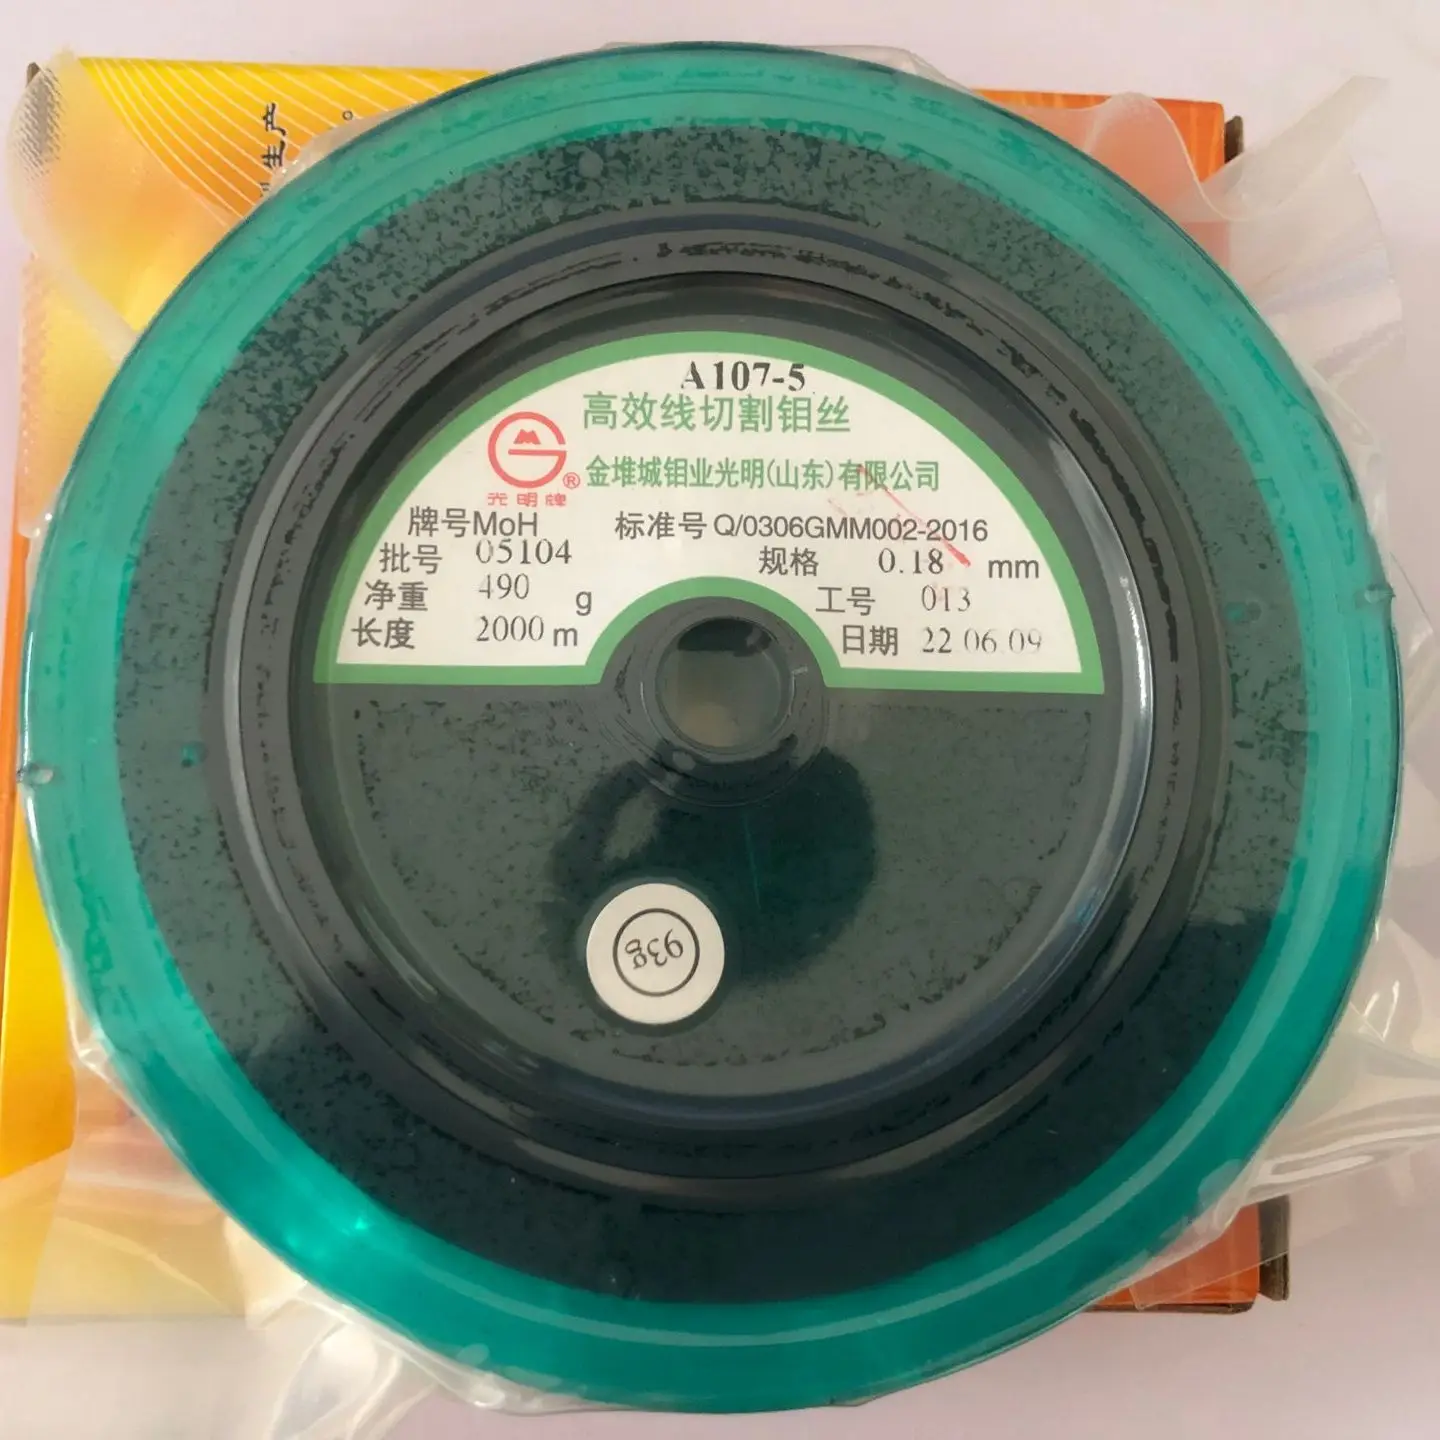 生产
。
A107-5
高效线切割钼丝
金堆城钼业光明(山东)有限公司
®
光明牌
牌号MoH 标准号Q/0306GMM002-2016
批号 05104 规格 0.18 mm
净重 490 g 工号 013
长度 2000 m 日期 22 06.09
93g